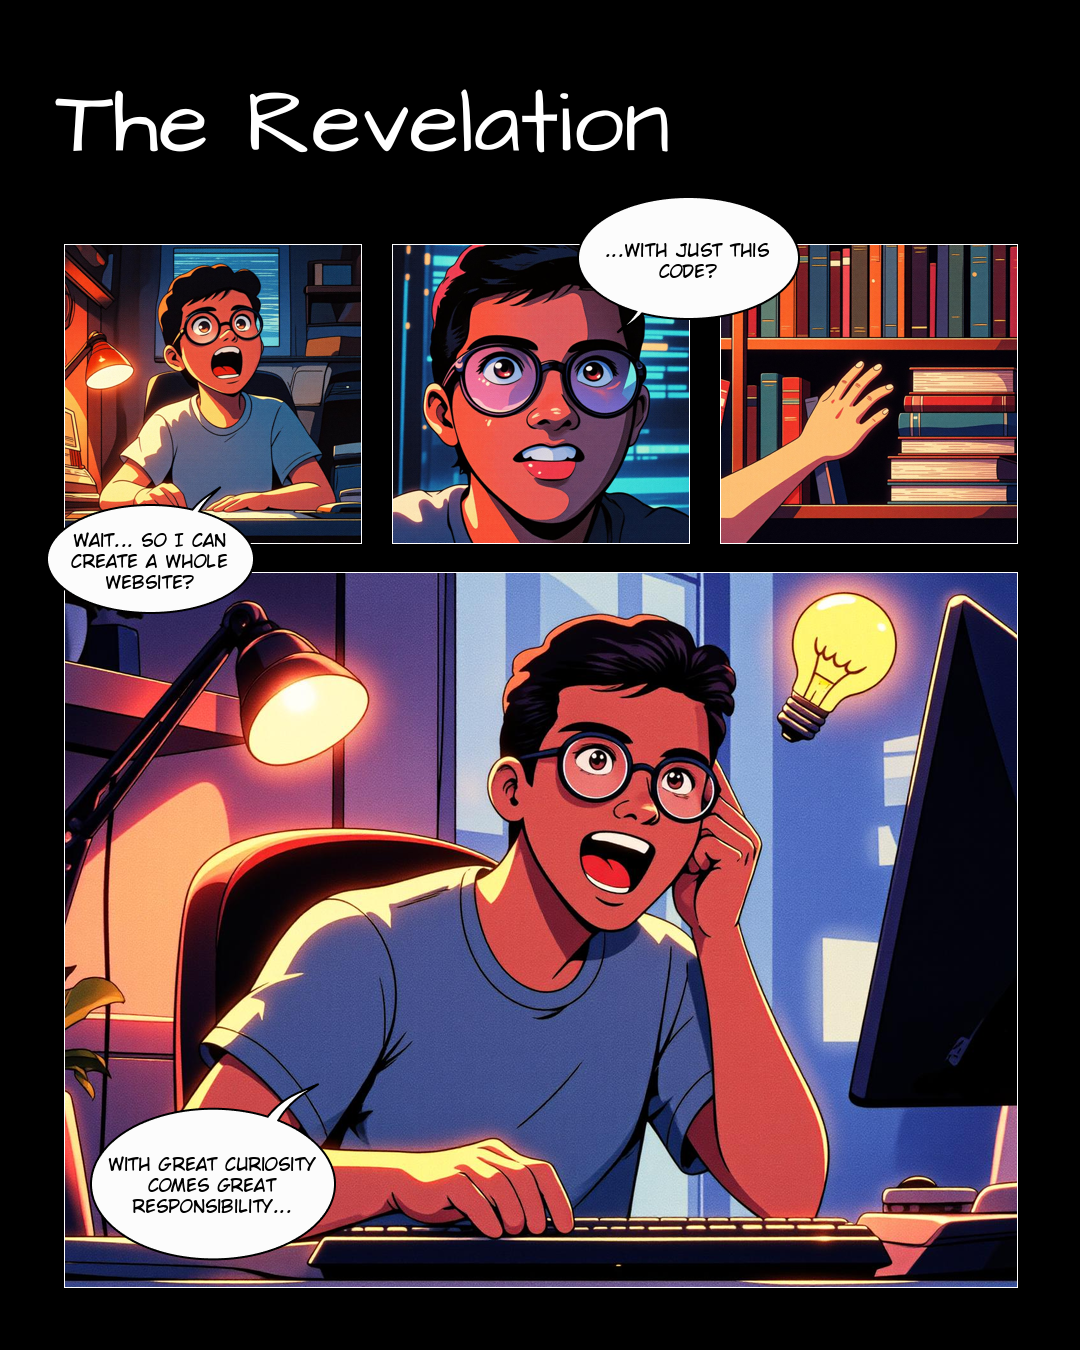 The Revelation
WAIT... SO I CAN
CREATE A WHOLE
WEBSITE?
...WITH JUST THIS
CODE?
WITH GREAT CURIOSITY
COMES GREAT
RESPONSIBILITY...